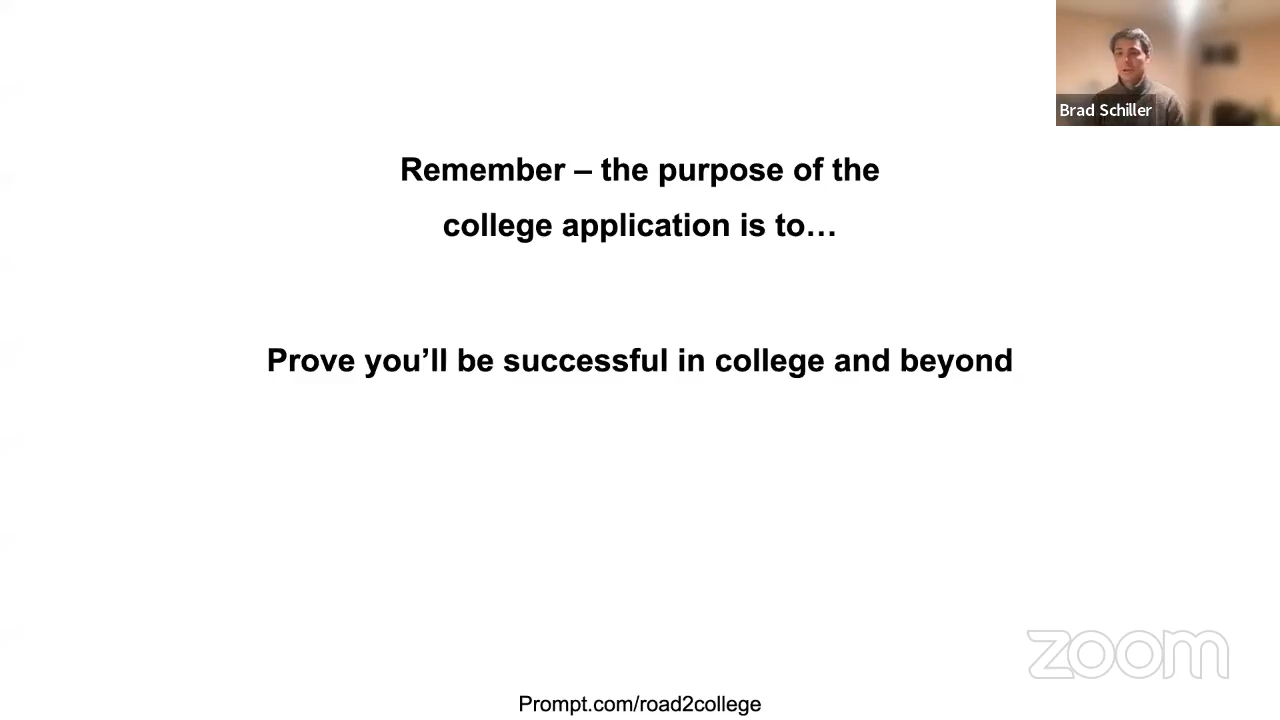 Brad Schiller
Remember – the purpose of the
college application is to…
Prove you’ll be successful in college and beyond
zoom
Prompt.com/road2college